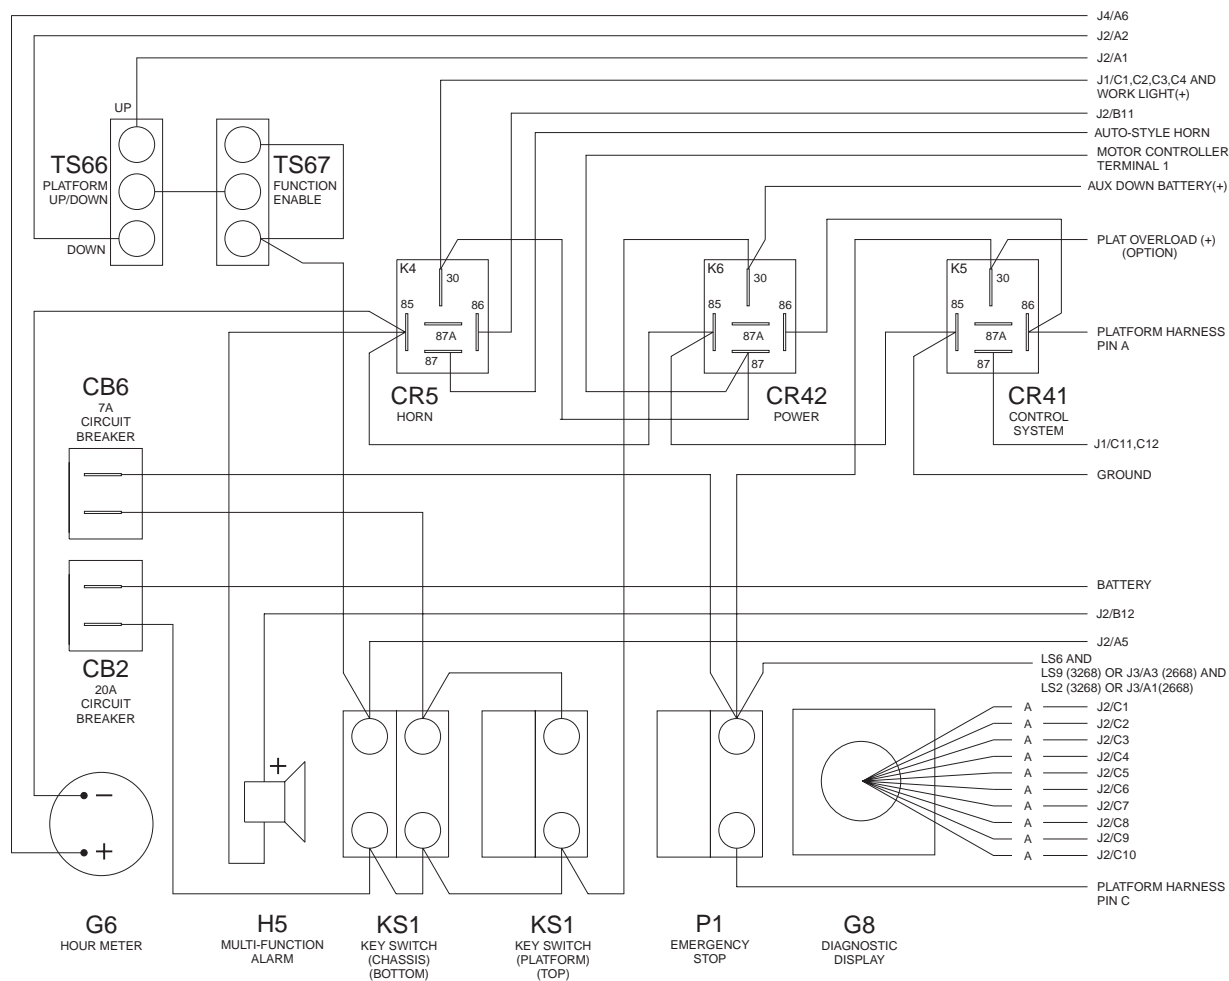 J4/A6
J2/A2
J2/A1
J1/C1,C2,C3,C4 AND
WORK LIGHT(+)
J2/B11
AUTO-STYLE HORN
MOTOR CONTROLLER
TERMINAL 1
AUX DOWN BATTERY(+)
PLAT OVERLOAD (+)
(OPTION)
PLATFORM HARNESS
PIN A
J1/C11,C12
GROUND
BATTERY
J2/B12
J2/A5
LS6 AND
LS9 (3268) OR J3/A3 (2668) AND
LS2 (3268) OR J3/A1(2668)
A J2/C1
A J2/C2
A J2/C3
A J2/C4
A J2/C5
A J2/C6
A J2/C7
A J2/C8
A J2/C9
A J2/C10
PLATFORM HARNESS
PIN C
UP
TS66
PLATFORM
UP/DOWN
DOWN
TS67
FUNCTION
ENABLE
K4
30
85
86
87A
87
CR5
HORN
K6
30
85
86
87A
87
CR42
POWER
K5
30
85
86
87A
87
CR41
CONTROL
SYSTEM
CB6
7A
CIRCUIT
BREAKER
CB2
20A
CIRCUIT
BREAKER
−
+
G6
HOUR METER
+
H5
MULTI-FUNCTION
ALARM
KS1
KEY SWITCH
(CHASSIS)
(BOTTOM)
KS1
KEY SWITCH
(PLATFORM)
(TOP)
P1
EMERGENCY
STOP
G8
DIAGNOSTIC
DISPLAY